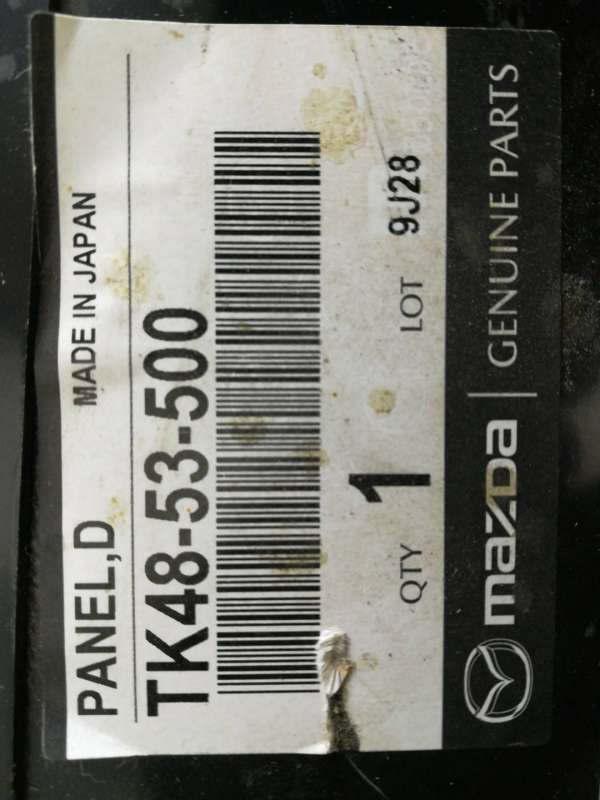 PANEL,D
MADE IN JAPAN
TK48-53-500
QTY 1 LOT 9J28
mazda | GENUINE PARTS